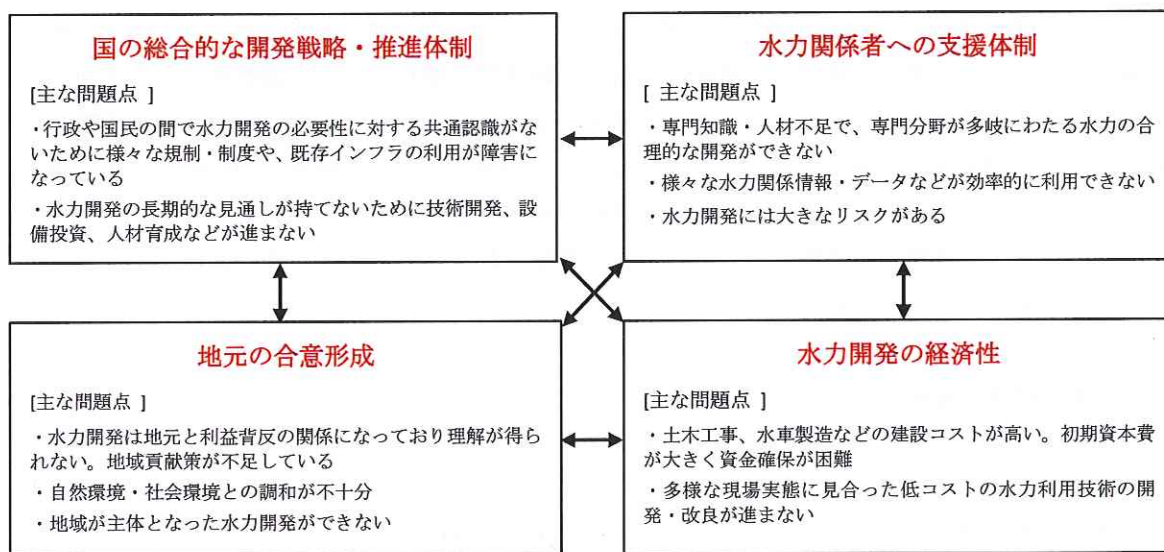 国の総合的な開発戦略・推進体制
[主な問題点 ]
・行政や国民の間で水力開発の必要性に対する共通認識がな
いために様々な規制・制度や、既存インフラの利用が障害に
なっている
・水力開発の長期的な見通しが持てないために技術開発、設
備投資、人材育成などが進まない
水力関係者への支援体制
[ 主な問題点 ]
・専門知識・人材不足で、専門分野が多岐にわたる水力の合
理的な開発ができない
・様々な水力関係情報・データなどが効率的に利用できない
・水力開発には大きなリスクがある
地元の合意形成
[主な問題点 ]
・水力開発は地元と利益背反の関係になっており理解が得ら
れない。地域貢献策が不足している
・自然環境・社会環境との調和が不十分
・地域が主体となった水力開発ができない
水力開発の経済性
[主な問題点 ]
・土木工事、水車製造などの建設コストが高い。初期資本費
が大きく資金確保が困難
・多様な現場実態に見合った低コストの水力利用技術の開
発・改良が進まない